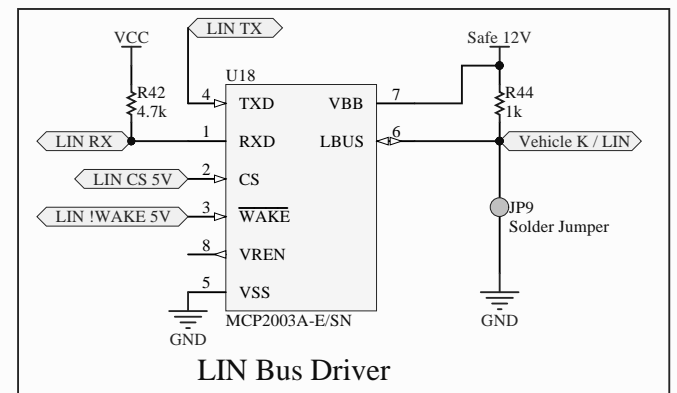 LIN TX
VCC
Safe 12V
U18
R42
4.7k
R44
1k
4 TXD
VBB 7
LIN RX
1 RXD
LBUS 6
Vehicle K / LIN
LIN CS 5V
2 CS
LIN !WAKE 5V
3 WAKE
JP9
Solder Jumper
8 VREN
5 VSS
GND
MCP2003A-E/SN
GND
LIN Bus Driver